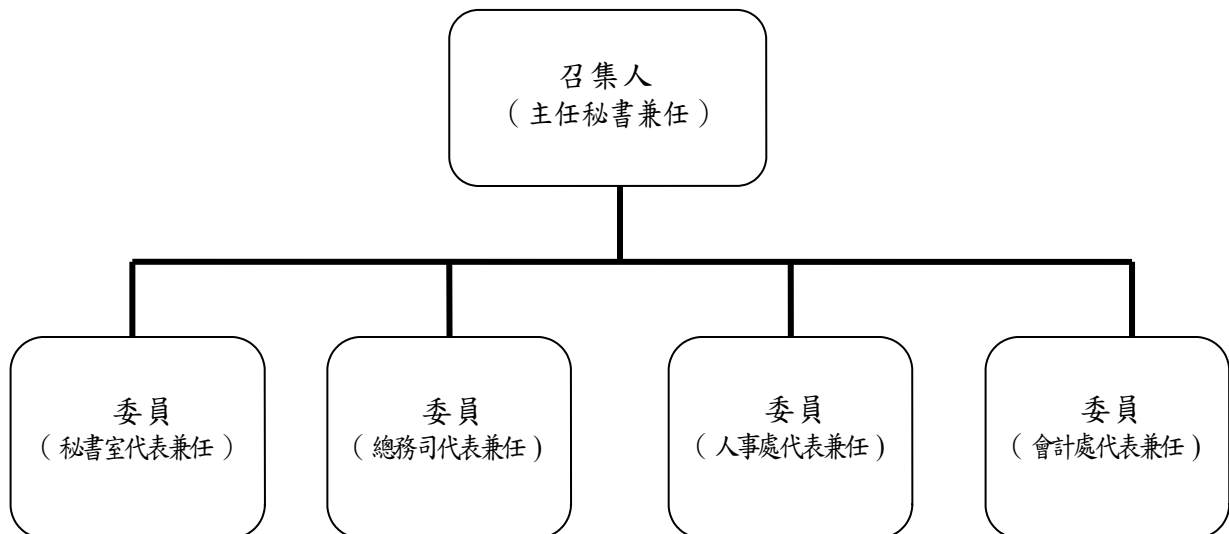 召集人
（主任秘書兼任）
委員
（秘書室代表兼任）
委員
（總務司代表兼任)
委員
（人事處代表兼任)
委員
（會計處代表兼任)